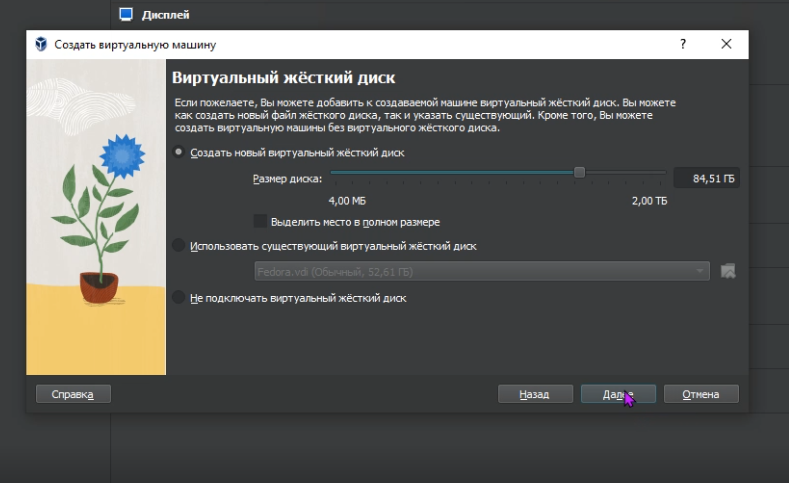 Дисплей
Создать виртуальную машину
?
Виртуальный жёсткий диск
Если пожелаете, Вы можете добавить к создаваемой машине виртуальный жёсткий диск. Вы можете
как создать новый файл жёсткого диска, так и указать существующий. Кроме того, Вы можете
создать виртуальную машины без виртуального жёсткого диска.
Создать новый виртуальный жёсткий диск
Размер диска:
84,51 ГБ
4,00 МБ
2,00 ТБ
Выделить место в полном размере
Использовать существующий виртуальный жёсткий диск
Fedora.vdi (Обычный, 52,61 ГБ)
Не подключать виртуальный жёсткий диск
Справка
Назад
Далее
Отмена